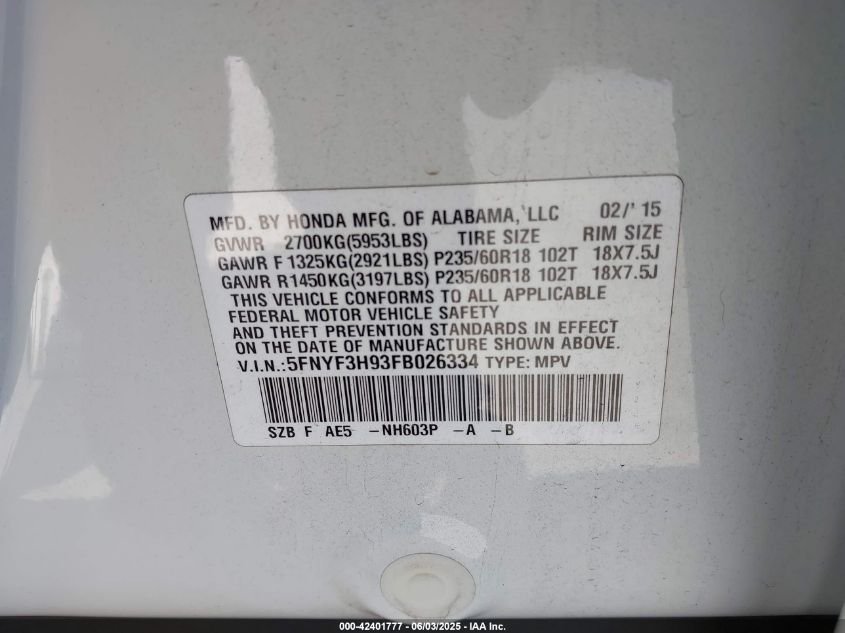 MFD. BY HONDA MFG. OF ALABAMA, LLC 02/' 15
GVWR 2700KG(5953LBS) TIRE SIZE RIM SIZE
GAWR F 1325KG(2921LBS) P235/60R18 102T 18X7.5J
GAWR R1450KG(3197LBS) P235/60R18 102T 18X7.5J
THIS VEHICLE CONFORMS TO ALL APPLICABLE
FEDERAL MOTOR VEHICLE SAFETY
AND THEFT PREVENTION STANDARDS IN EFFECT
ON THE DATE OF MANUFACTURE SHOWN ABOVE.
V.I.N.:5FNYF3H93FB026334 TYPE: MPV
SZB F AE5 -NH603P -A -B
000-42401777 - 06/03/2025 - IAA Inc.